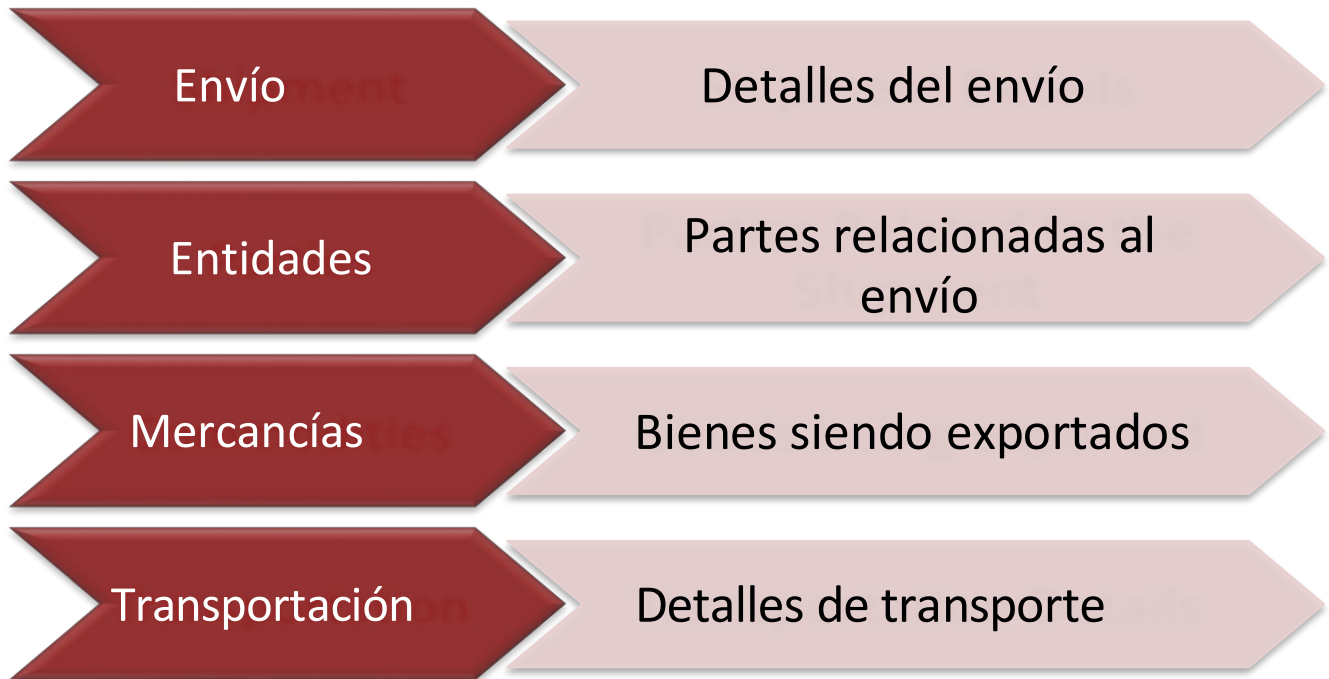 Envío
Detalles del envío
Entidades
Partes relacionadas al
envío
Mercancías
Bienes siendo exportados
Transportación
Detalles de transporte